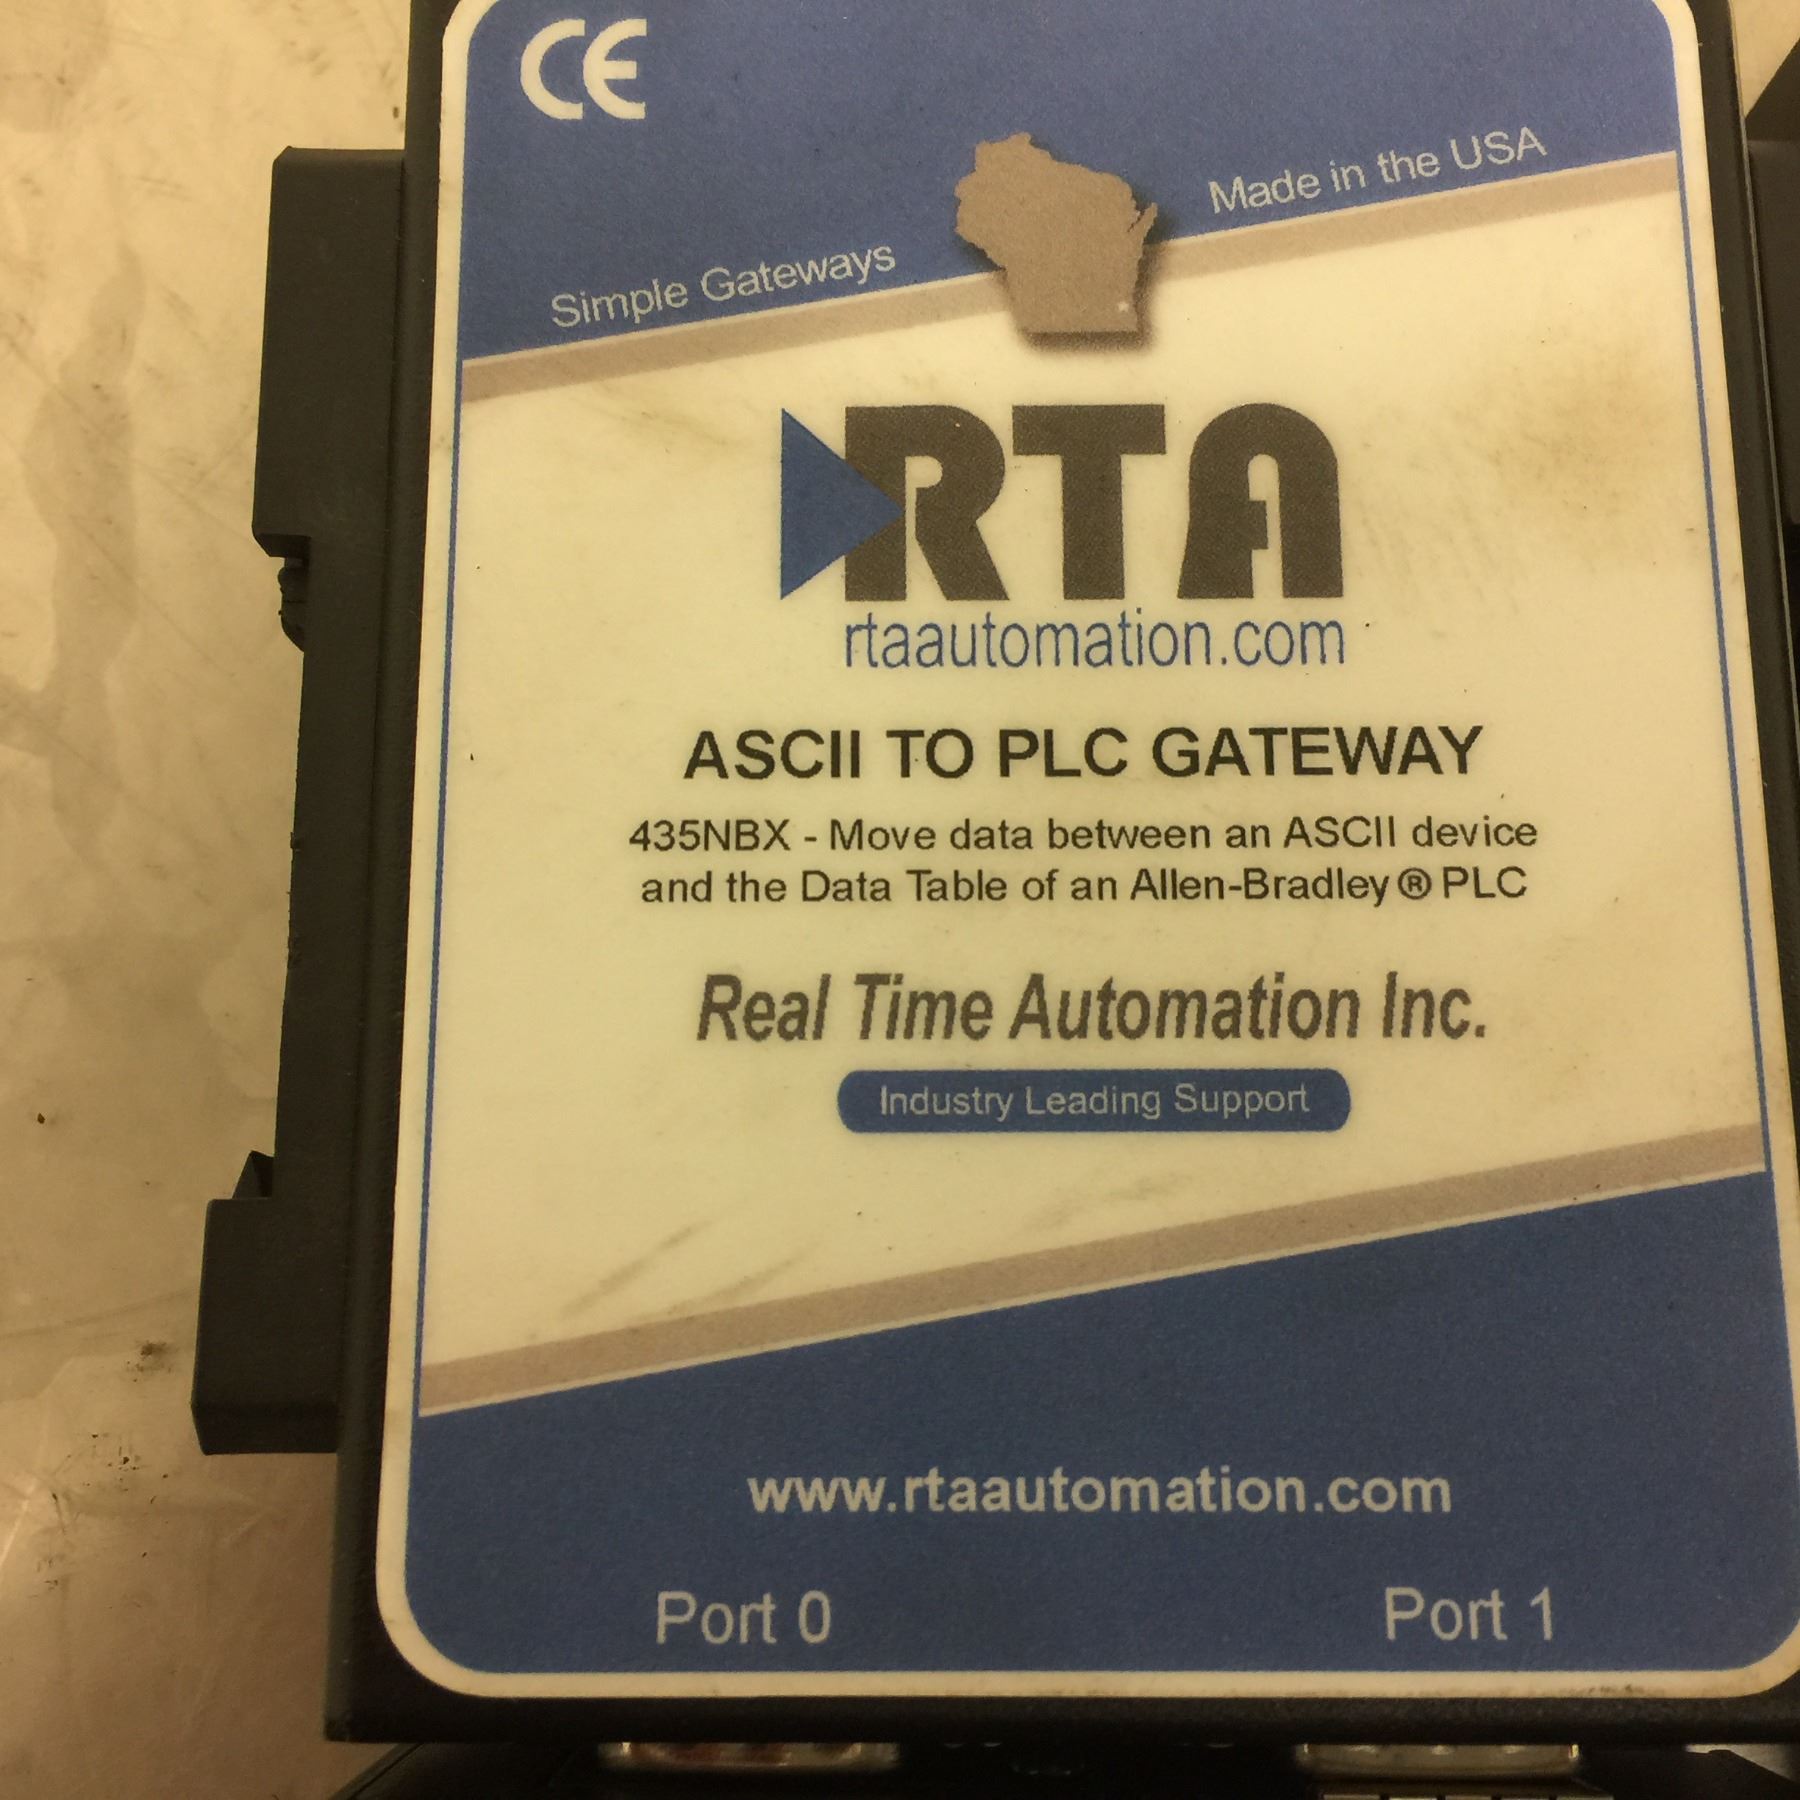 CE
Simple Gateways
Made in the USA
RTA
rtaautomation.com
ASCII TO PLC GATEWAY
435NBX - Move data between an ASCII device
and the Data Table of an Allen-Bradley® PLC
Real Time Automation Inc.
Industry Leading Support
www.rtaautomation.com
Port 0
Port 1